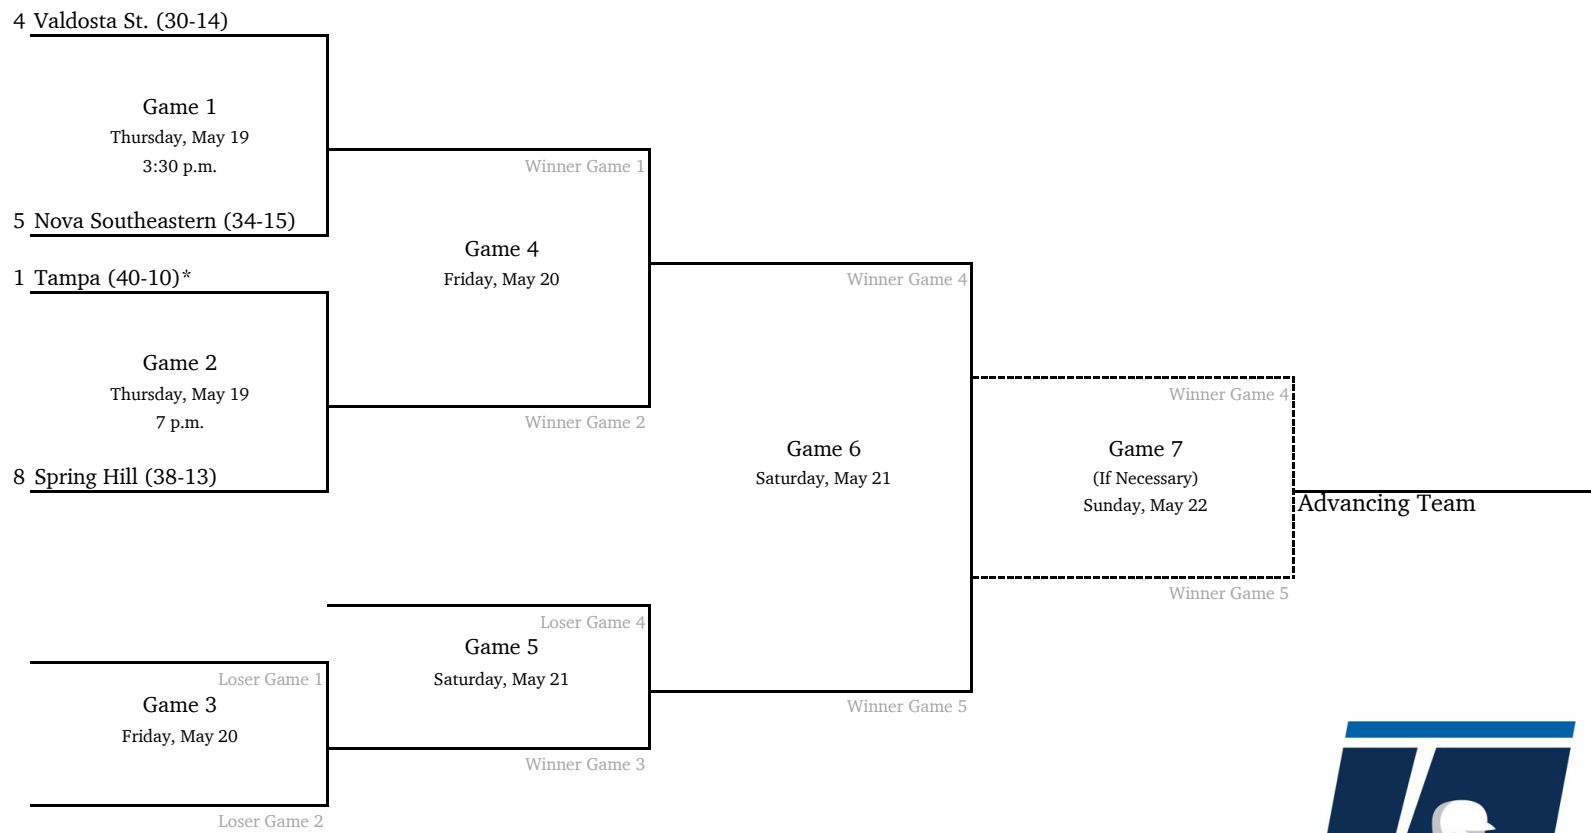 4 Valdosta St. (30-14)
Game 1
Thursday, May 19
3:30 p.m.
Winner Game 1
5 Nova Southeastern (34-15)
Game 4
Friday, May 20
1 Tampa (40-10)*
Winner Game 4
Game 2
Thursday, May 19
7 p.m.
Winner Game 2
8 Spring Hill (38-13)
Game 6
Saturday, May 21
Winner Game 4
Game 7
(If Necessary)
Sunday, May 22
Advancing Team
Winner Game 5
Loser Game 4
Game 5
Saturday, May 21
Winner Game 5
Loser Game 1
Game 3
Friday, May 20
Winner Game 3
Loser Game 2